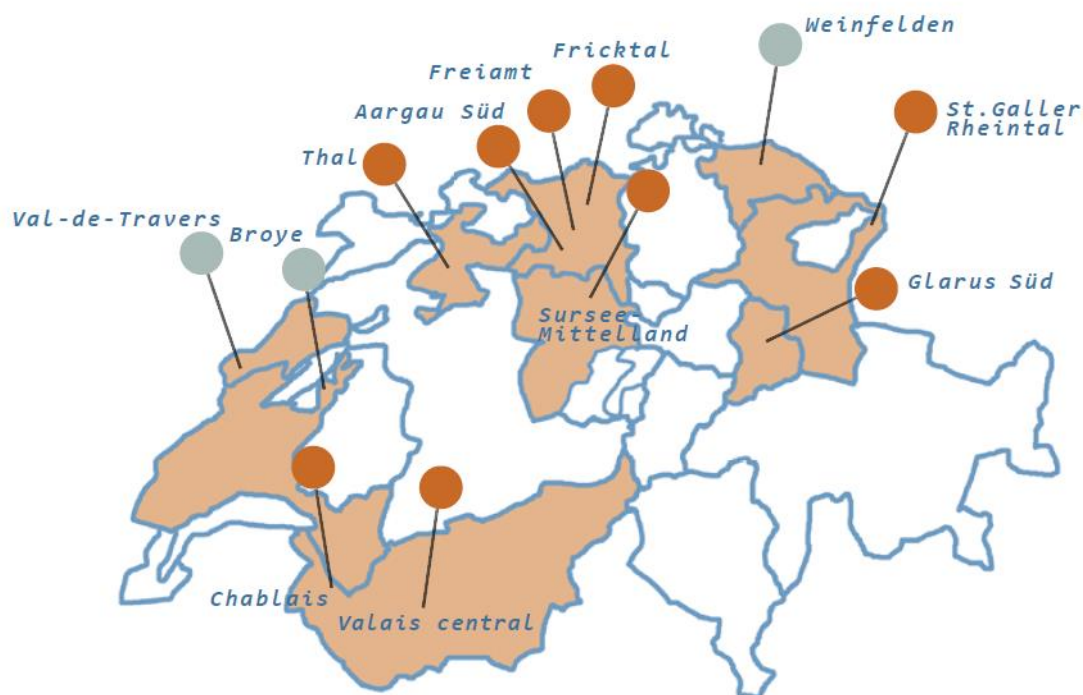 Weinfelden
Fricktal
Freiamt
Aargau Süd
St.Galler
Rheintal
Thal
Val-de-Travers
Broye
Glarus Süd
Sursee-
Mittelland
Chablais
Valais central